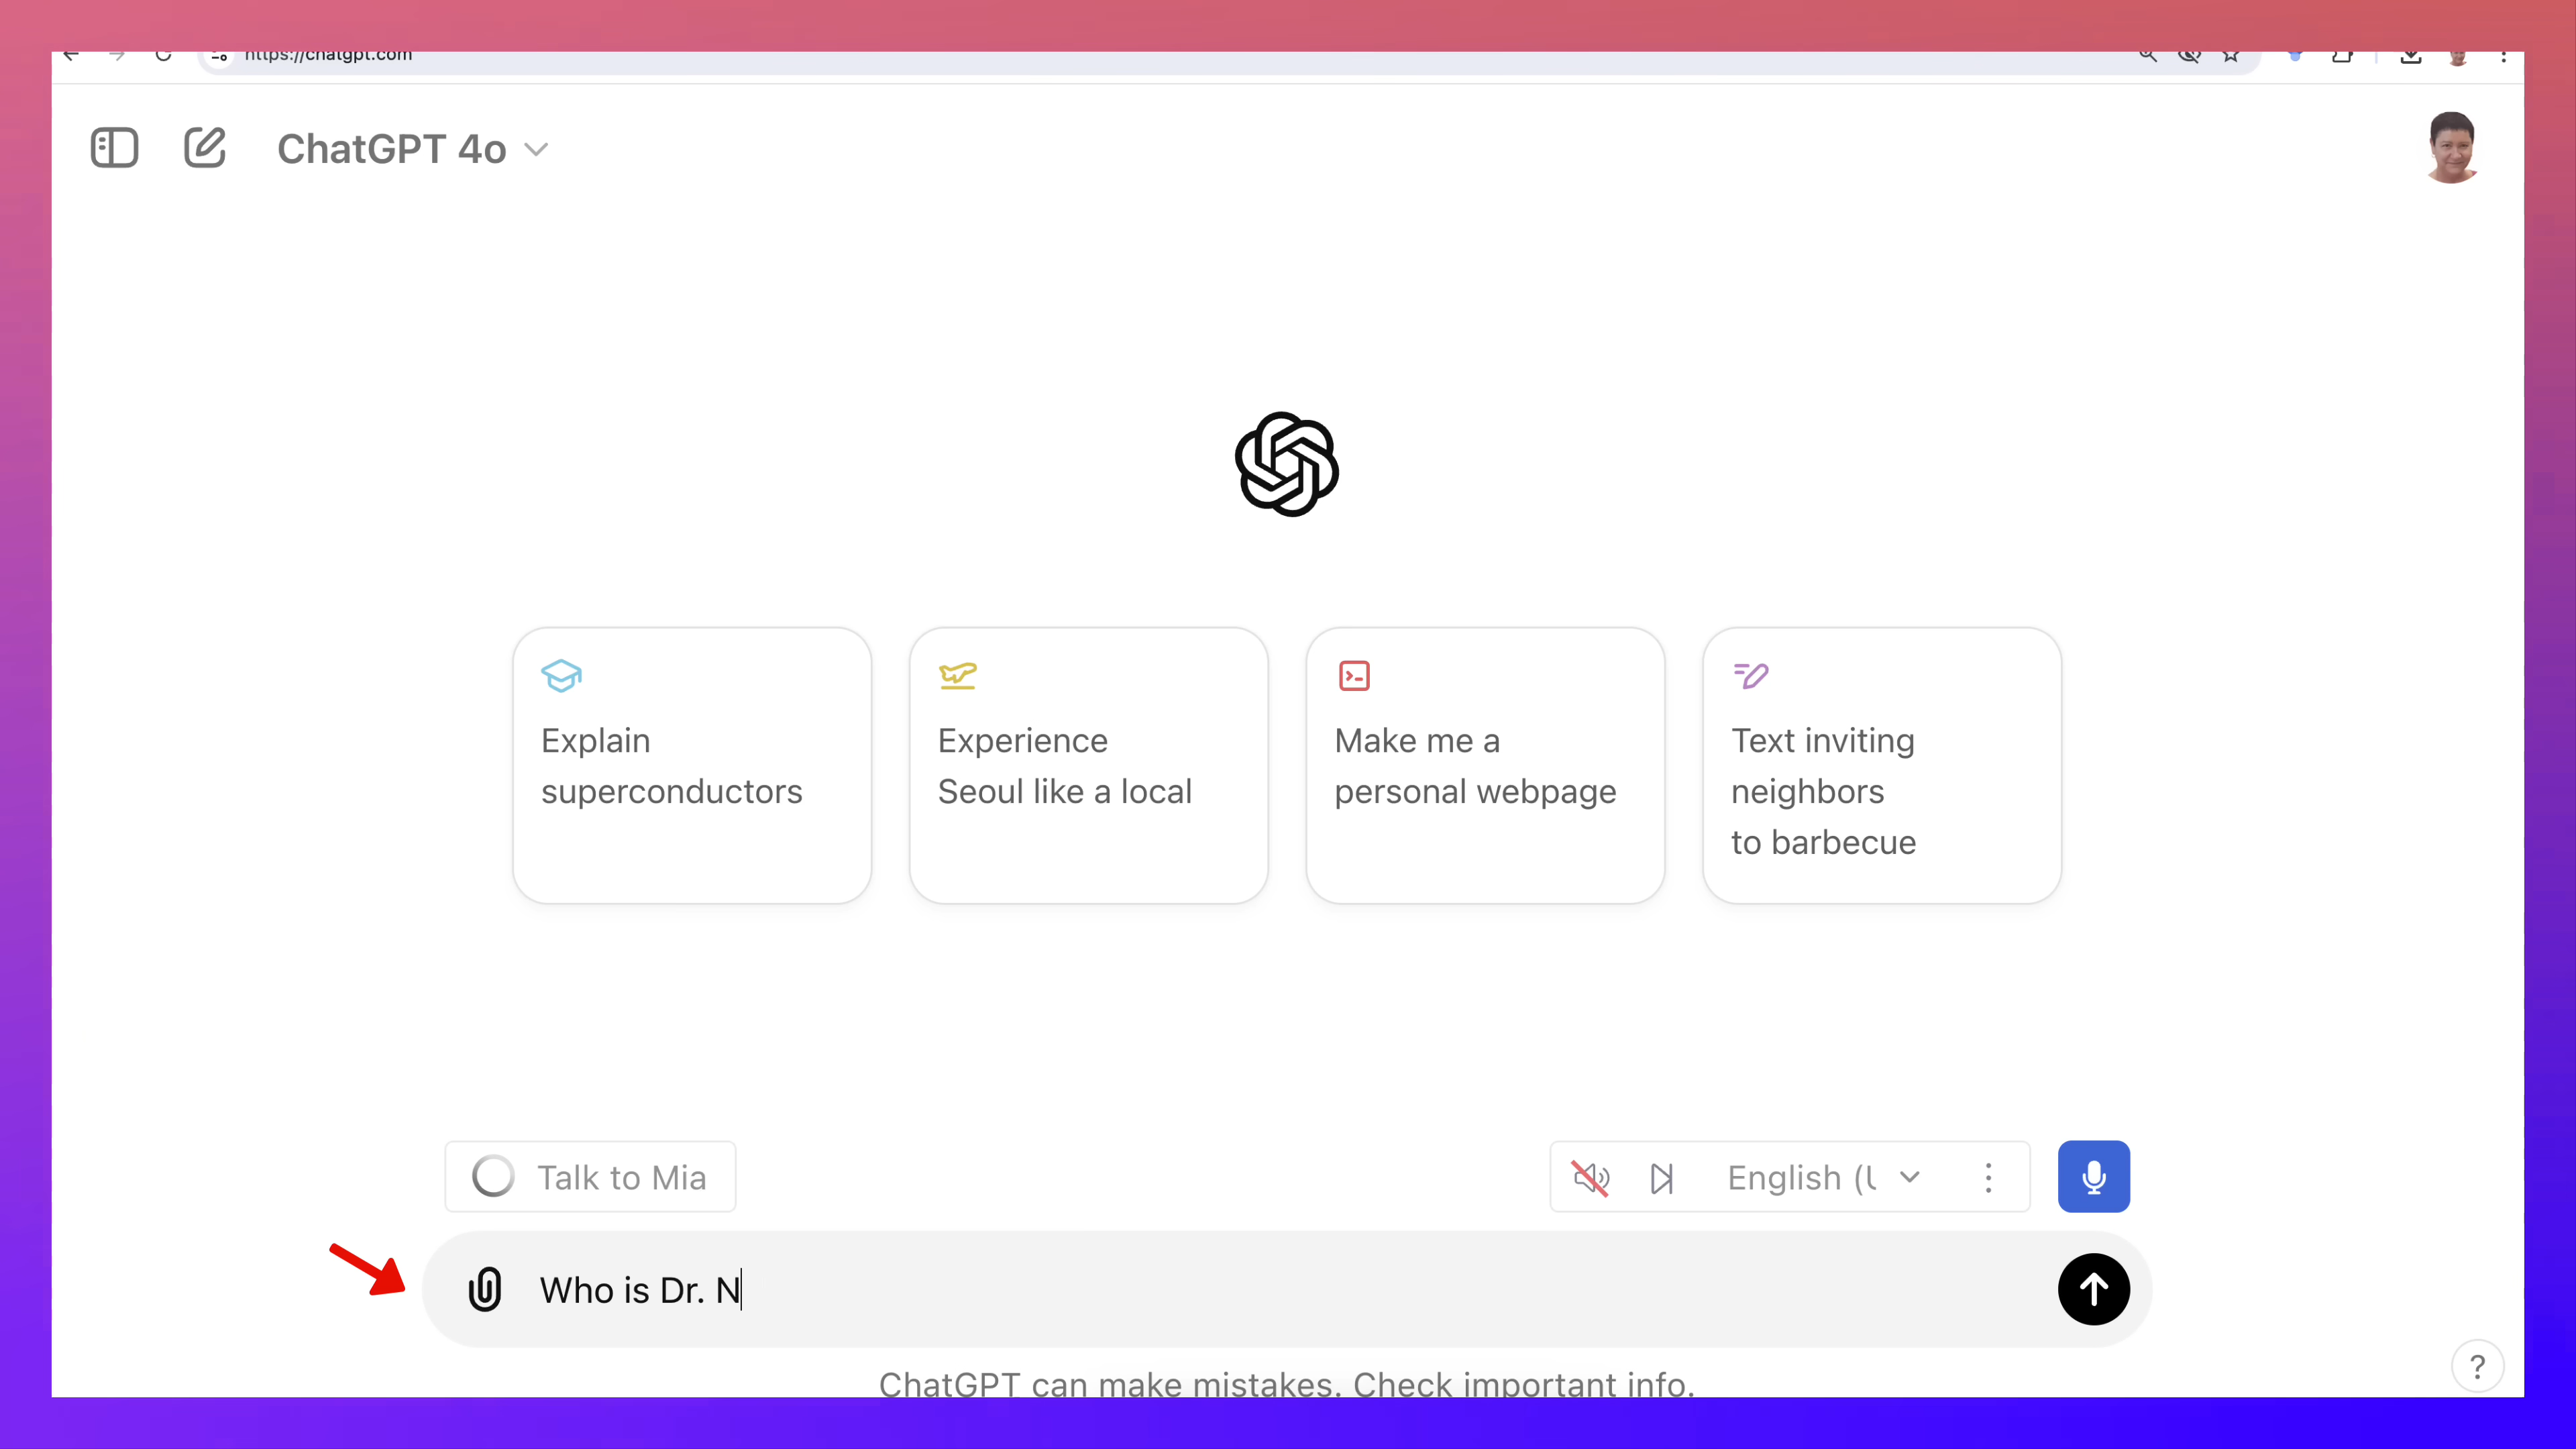 https://chatgpt.com
ChatGPT 4o
Explain
superconductors
Experience
Seoul like a local
Make me a
personal webpage
Text inviting
neighbors
to barbecue
Talk to Mia
English (U
Who is Dr. N
ChatGPT can make mistakes. Check important info.
?